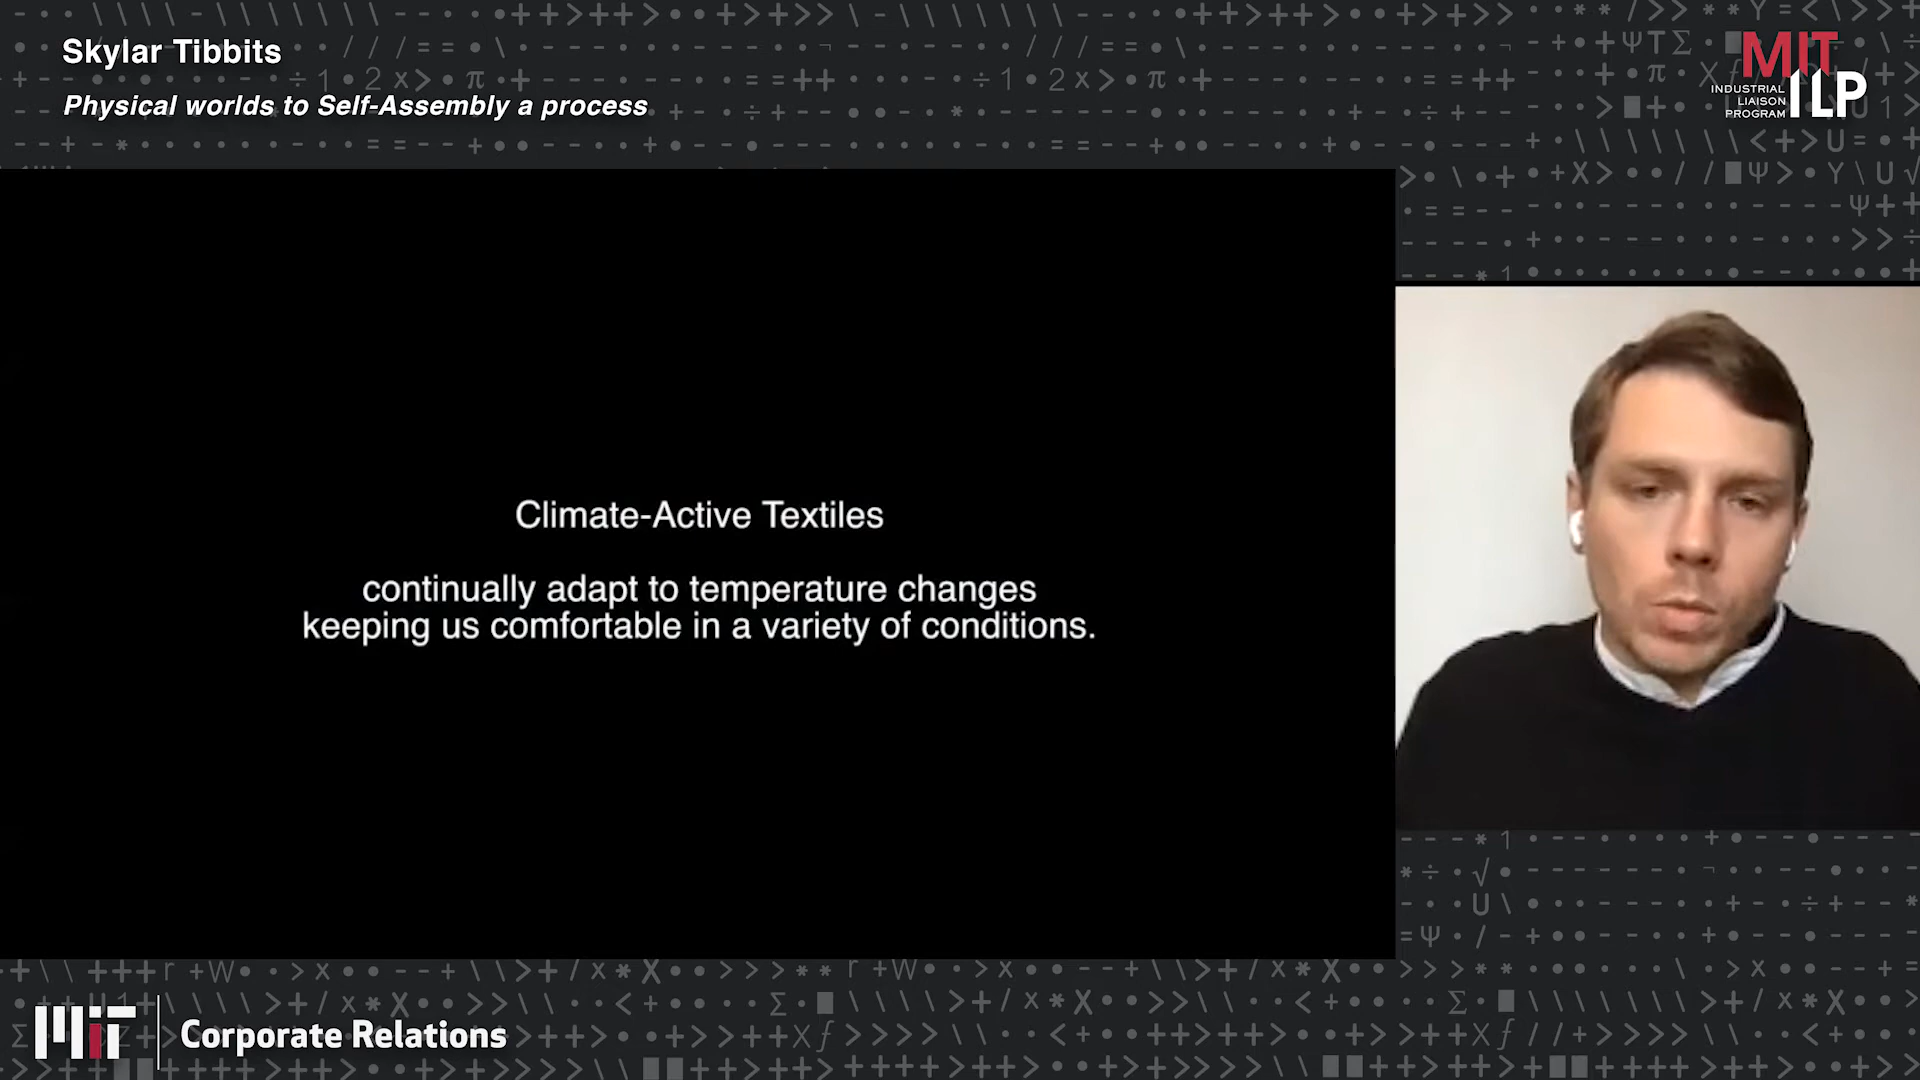 Skylar Tibbits
Physical worlds to Self-Assembly a process
MIT
INDUSTRIAL
LIAISON
PROGRAM
ILP
Climate-Active Textiles
continually adapt to temperature changes
keeping us comfortable in a variety of conditions.
MIT
Corporate Relations